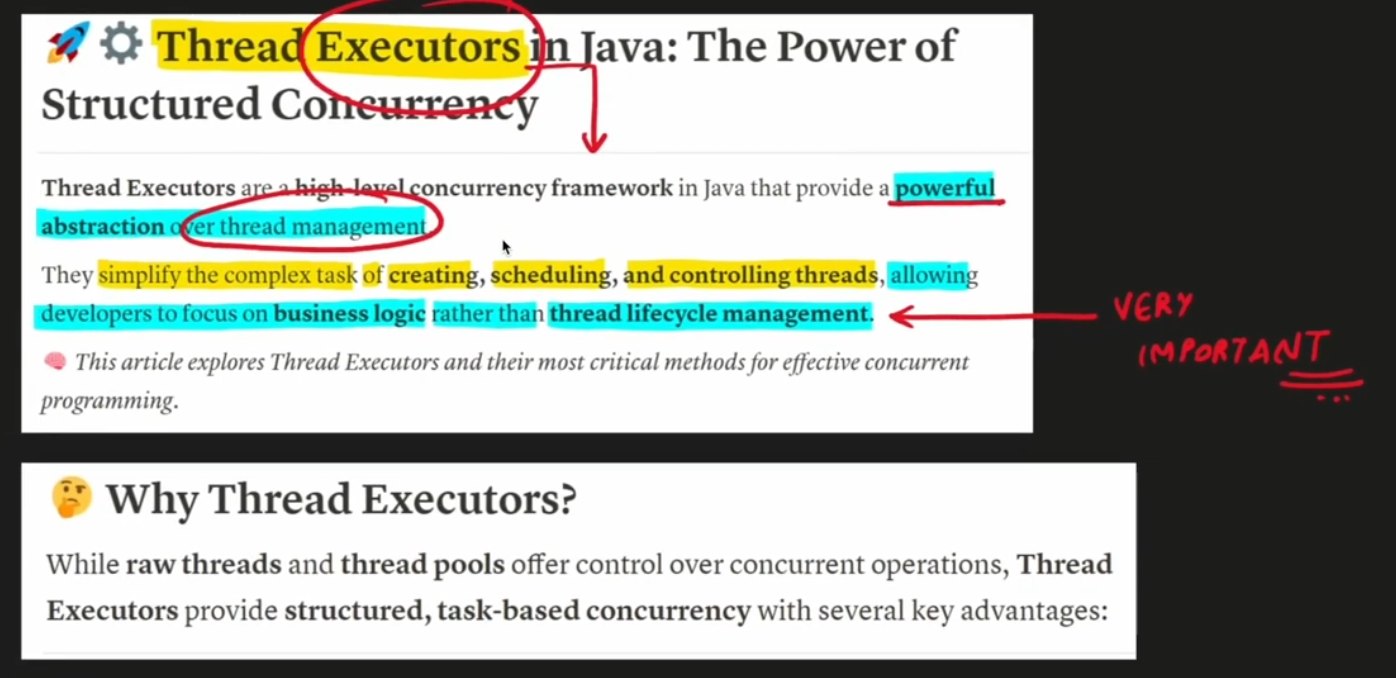 🚀 ⚙️ Thread Executors in Java: The Power of
Structured Concurrency
Thread Executors are a high-level concurrency framework in Java that provide a powerful
abstraction over thread management.
They simplify the complex task of creating, scheduling, and controlling threads, allowing
developers to focus on business logic rather than thread lifecycle management.
VERY
IMPORTANT
🧠 This article explores Thread Executors and their most critical methods for effective concurrent
programming.
🤔 Why Thread Executors?
While raw threads and thread pools offer control over concurrent operations, Thread
Executors provide structured, task-based concurrency with several key advantages: